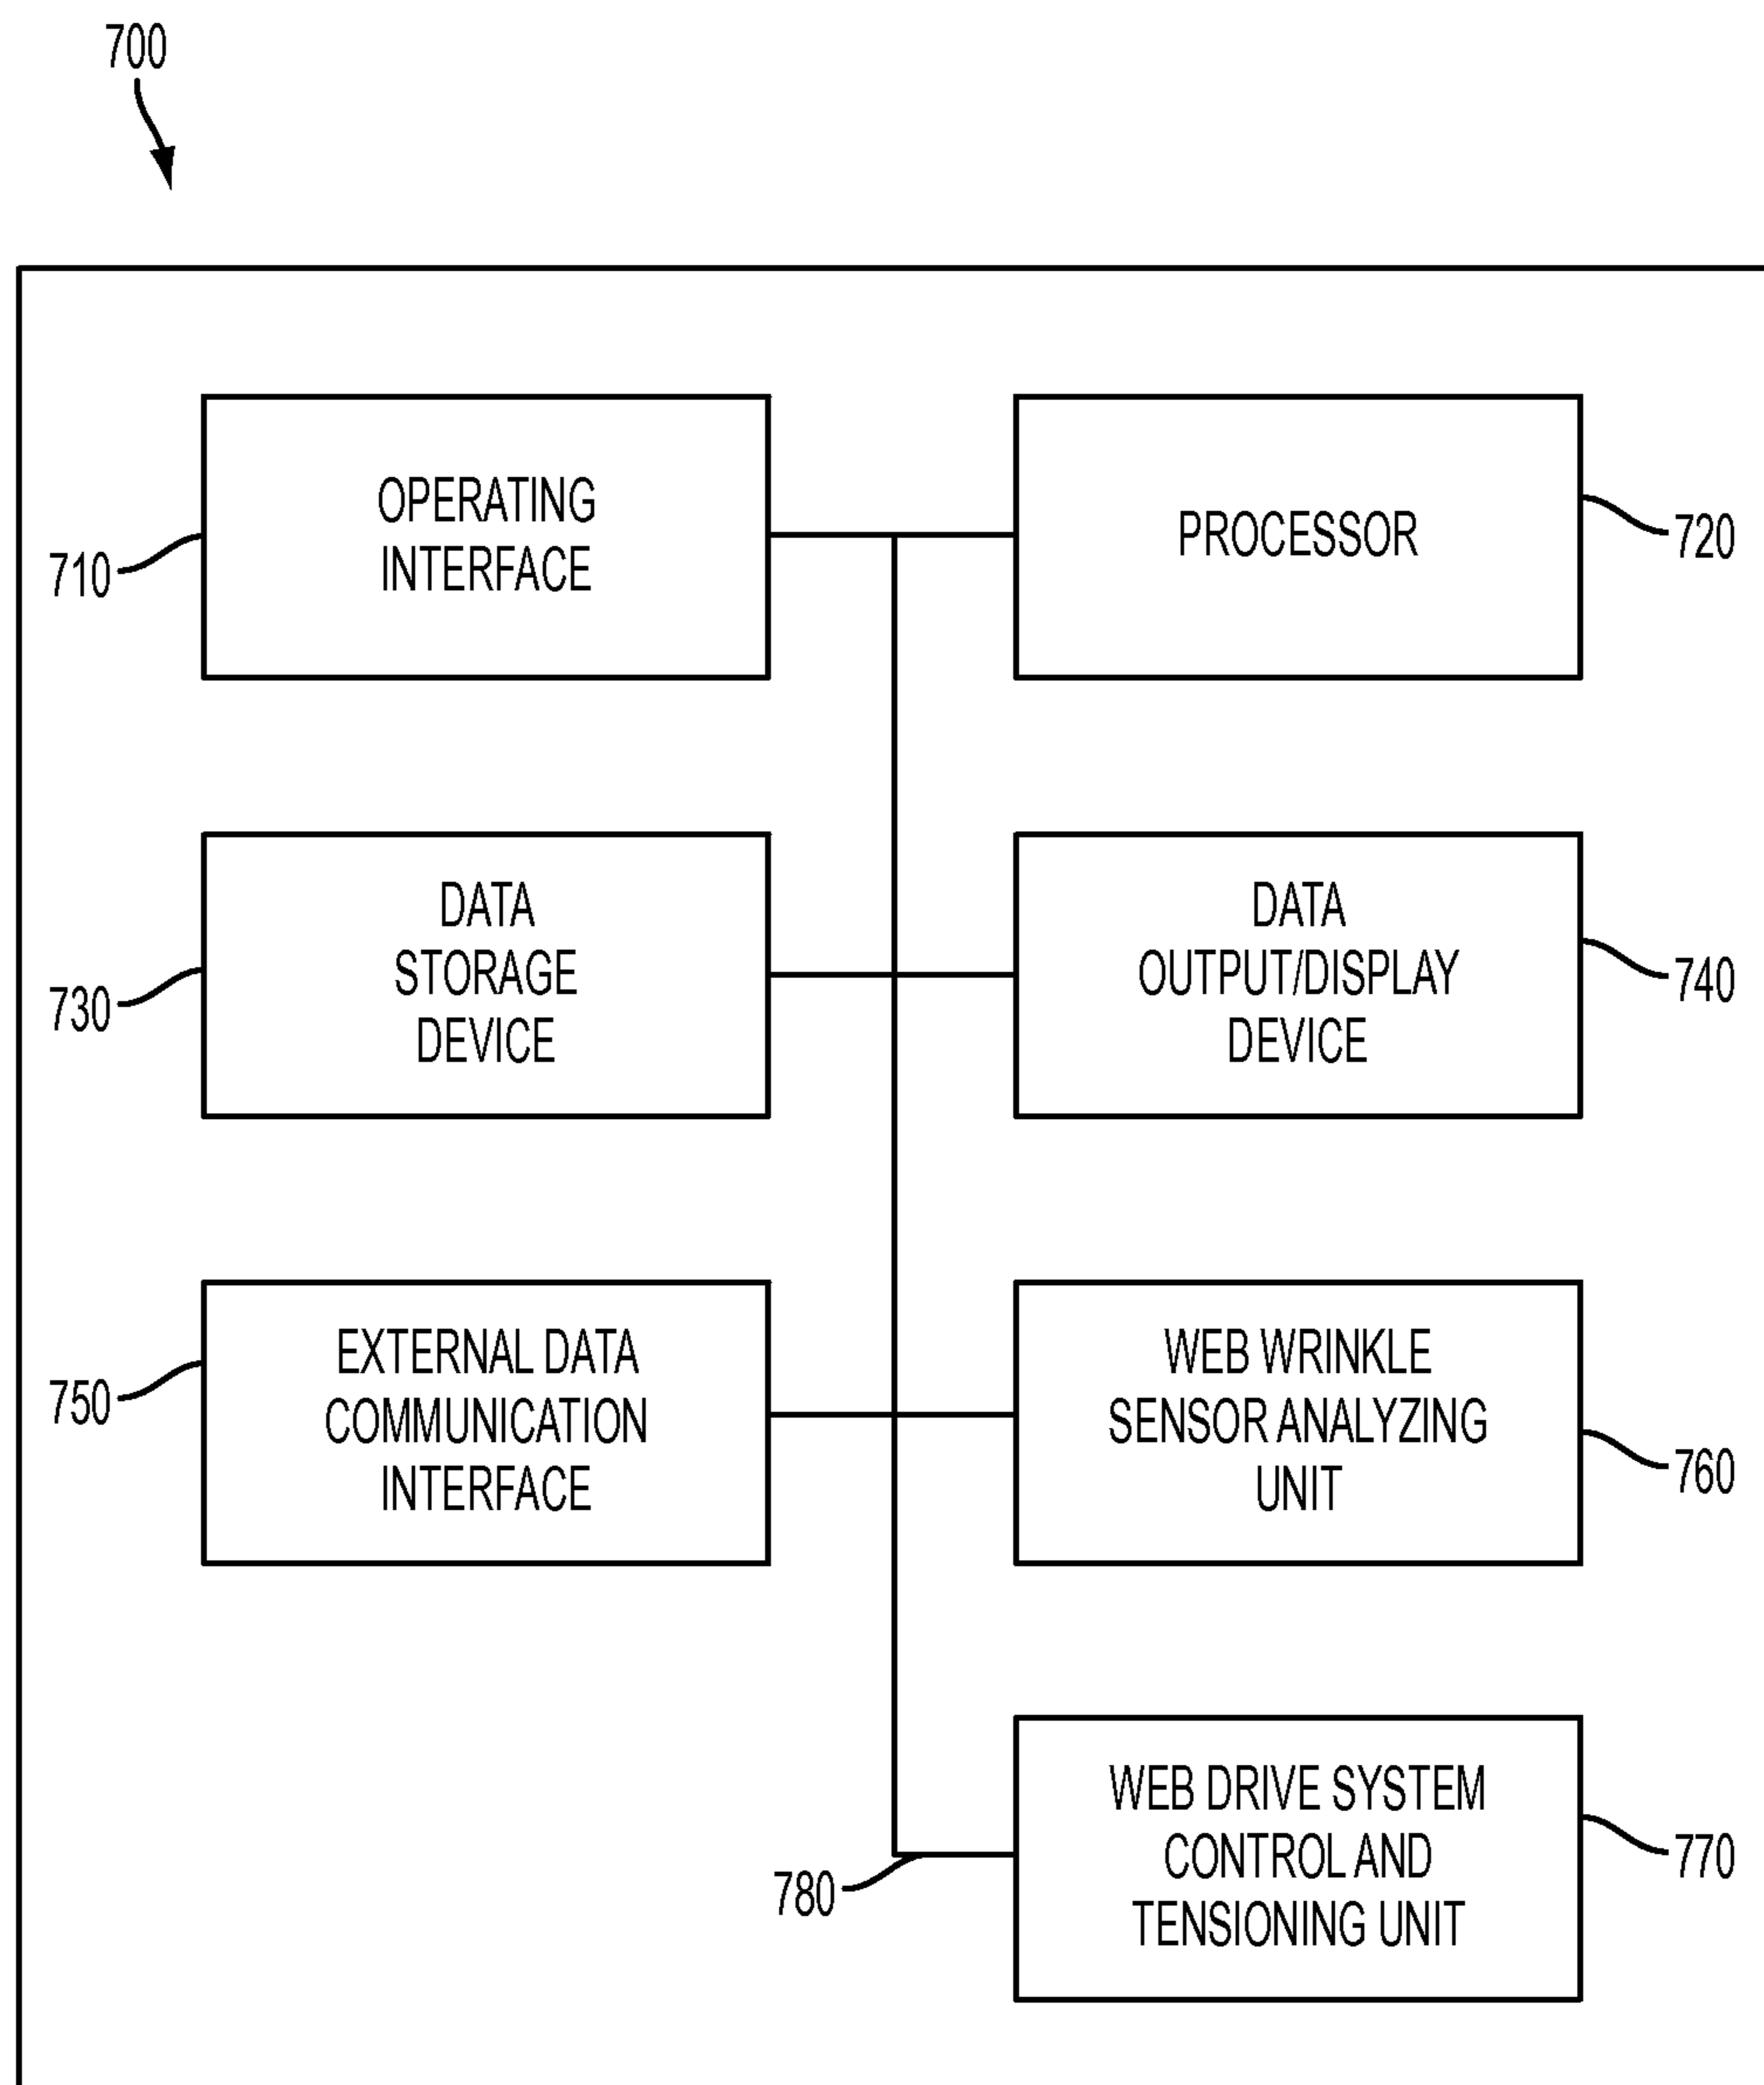 700
OPERATING
INTERFACE
710
PROCESSOR
720
DATA
STORAGE
DEVICE
730
DATA
OUTPUT/DISPLAY
DEVICE
740
EXTERNAL DATA
COMMUNICATION
INTERFACE
750
WEB WRINKLE
SENSOR ANALYZING
UNIT
760
WEB DRIVE SYSTEM
CONTROL AND
TENSIONING UNIT
770
780